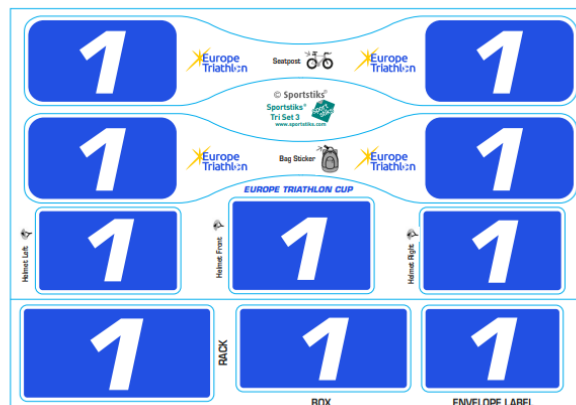 1
Europe
Triathlon
Seatpost
Europe
Triathlon
1
© Sportstiks®
Sportstiks®
Tri Set 3
www.sportstiks.com
1
Europe
Triathlon
Bag Sticker
Europe
Triathlon
1
EUROPE TRIATHLON CUP
Helmet Left
1
Helmet Front
1
Helmet Right
1
1
RACK
1
BOX
1
ENVELOPE LABEL